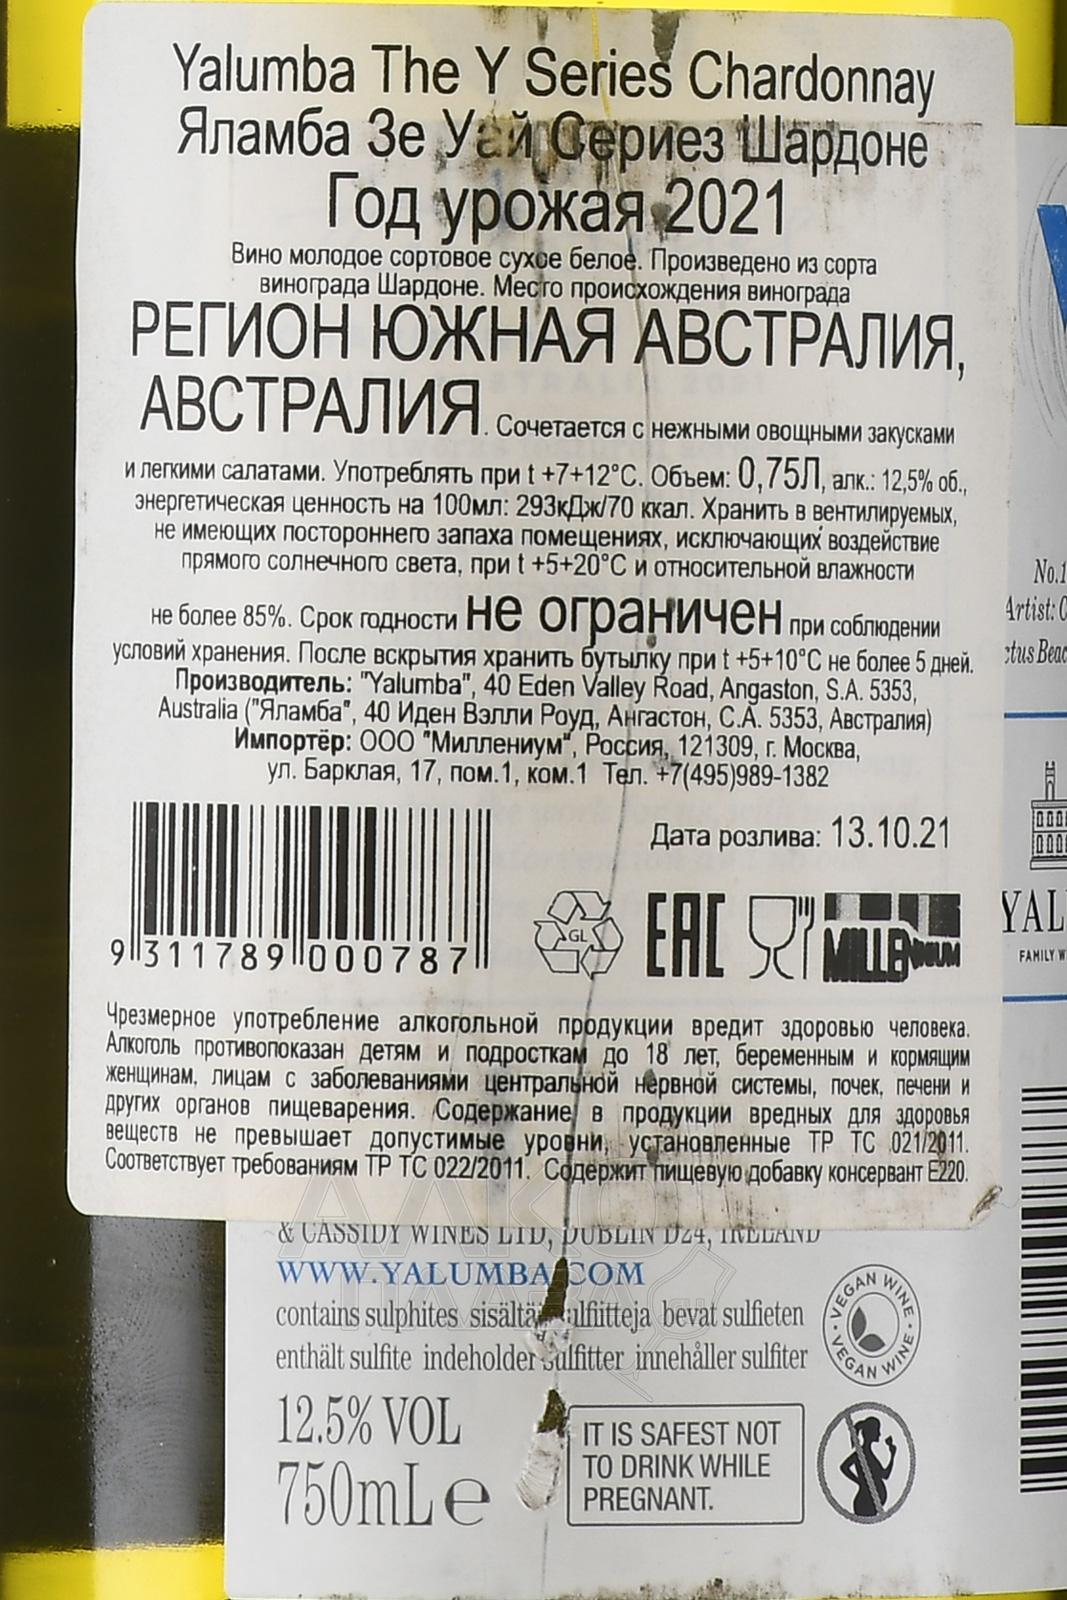 Yalumba The Y Series Chardonnay
Яламба Зе Уай Сериез Шардоне
Год урожая 2021
Вино молодое сортовое сухое белое. Произведено из сорта
винограда Шардоне. Место происхождения винограда
РЕГИОН ЮЖНАЯ АВСТРАЛИЯ,
АВСТРАЛИЯ. Сочетается с нежными овощными закусками
и легкими салатами. Употреблять при t +7+12°C. Объем: 0,75Л, алк.: 12,5% об.,
энергетическая ценность на 100мл: 293кДж/70 ккал. Хранить в вентилируемых,
не имеющих постороннего запаха помещениях, исключающих воздействие
прямого солнечного света, при t +5+20°C и относительной влажности
не более 85%. Срок годности не ограничен при соблюдении
условий хранения. После вскрытия хранить бутылку при t +5+10°C не более 5 дней.
Производитель: "Yalumba", 40 Eden Valley Road, Angaston, S.A. 5353,
Australia ("Яламба", 40 Иден Вэлли Роуд, Ангастон, С.А. 5353, Австралия)
Импортёр: ООО "Миллениум", Россия, 121309, г. Москва,
ул. Барклая, 17, пом.1, ком.1 Тел. +7(495)989-1382
Дата розлива: 13.10.21
9 311789 000787
GL
EAC
MILLENNIUM
Чрезмерное употребление алкогольной продукции вредит здоровью человека.
Алкоголь противопоказан детям и подросткам до 18 лет, беременным и кормящим
женщинам, лицам с заболеваниями центральной нервной системы, почек, печени и
других органов пищеварения. Содержание в продукции вредных для здоровья
веществ не превышает допустимые уровни, установленные ТР ТС 021/2011.
Соответствует требованиям ТР ТС 022/2011. Содержит пищевую добавку консервант Е220.
& CASSIDY WINES LTD, DUBLIN D24, IRELAND
WWW.YALUMBA.COM
contains sulphites sisältää sulfiitteja bevat sulfieten
enthält sulfite indeholder sulfitter innehåller sulfiter
VEGAN WINE
VEGAN WINE
12.5% VOL
750mL e
IT IS SAFEST NOT
TO DRINK WHILE
PREGNANT.
No.1
Artist: C
ctus Beac
YAL
FAMILY W